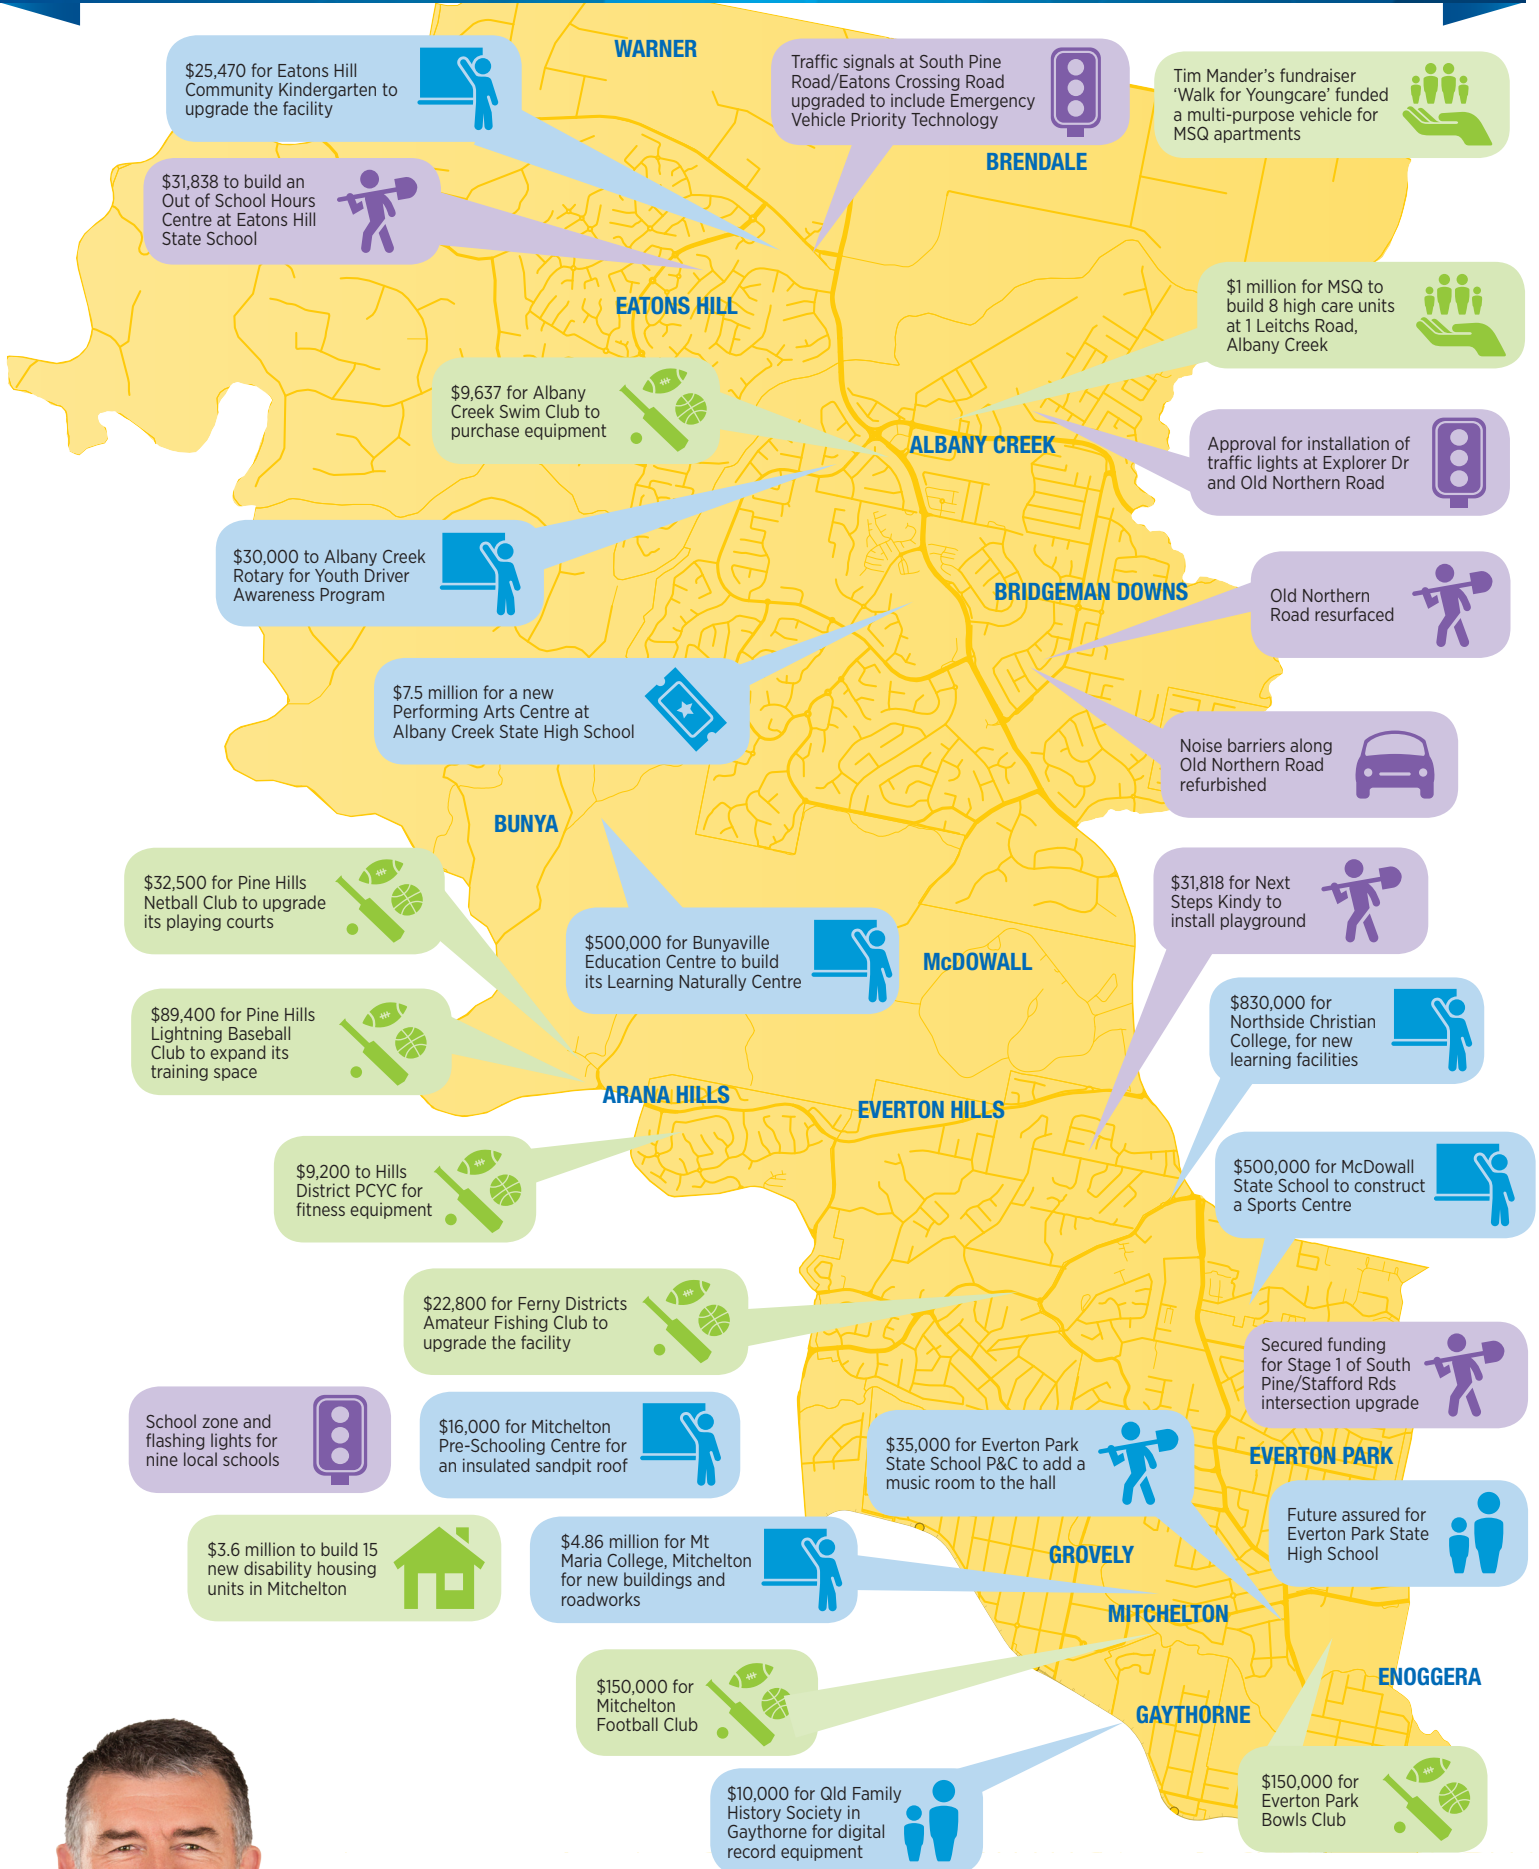 WARNER
$25,470 for Eatons Hill
Community Kindergarten to
upgrade the facility
Traffic signals at South Pine
Road/Eatons Crossing Road
upgraded to include Emergency
Vehicle Priority Technology
Tim Mander's fundraiser
'Walk for Youngcare' funded
a multi-purpose vehicle for
MSQ apartments
BRENDALE
$31,838 to build an
Out of School Hours
Centre at Eatons Hill
State School
EATONS HILL
$1 million for MSQ to
build 8 high care units
at 1 Leitchs Road,
Albany Creek
$9,637 for Albany
Creek Swim Club to
purchase equipment
ALBANY CREEK
Approval for installation of
traffic lights at Explorer Dr
and Old Northern Road
$30,000 to Albany Creek
Rotary for Youth Driver
Awareness Program
BRIDGEMAN DOWNS
Old Northern
Road resurfaced
$7.5 million for a new
Performing Arts Centre at
Albany Creek State High School
Noise barriers along
Old Northern Road
refurbished
BUNYA
$32,500 for Pine Hills
Netball Club to upgrade
its playing courts
$31,818 for Next
Steps Kindy to
install playground
$500,000 for Bunyaville
Education Centre to build
its Learning Naturally Centre
McDOWALL
$89,400 for Pine Hills
Lightning Baseball
Club to expand its
training space
$830,000 for
Northside Christian
College, for new
learning facilities
ARANA HILLS
EVERTON HILLS
$9,200 to Hills
District PCYC for
fitness equipment
$500,000 for McDowall
State School to construct
a Sports Centre
$22,800 for Ferny Districts
Amateur Fishing Club to
upgrade the facility
Secured funding
for Stage 1 of South
Pine/Stafford Rds
intersection upgrade
School zone and
flashing lights for
nine local schools
$16,000 for Mitchelton
Pre-Schooling Centre for
an insulated sandpit roof
$35,000 for Everton Park
State School P&C to add a
music room to the hall
EVERTON PARK
Future assured for
Everton Park State
High School
$3.6 million to build 15
new disability housing
units in Mitchelton
$4.86 million for Mt
Maria College, Mitchelton
for new buildings and
roadworks
GROVELY
MITCHELTON
$150,000 for
Mitchelton
Football Club
ENOGGERA
GAYTHORNE
$10,000 for Qld Family
History Society in
Gaythorne for digital
record equipment
$150,000 for
Everton Park
Bowls Club